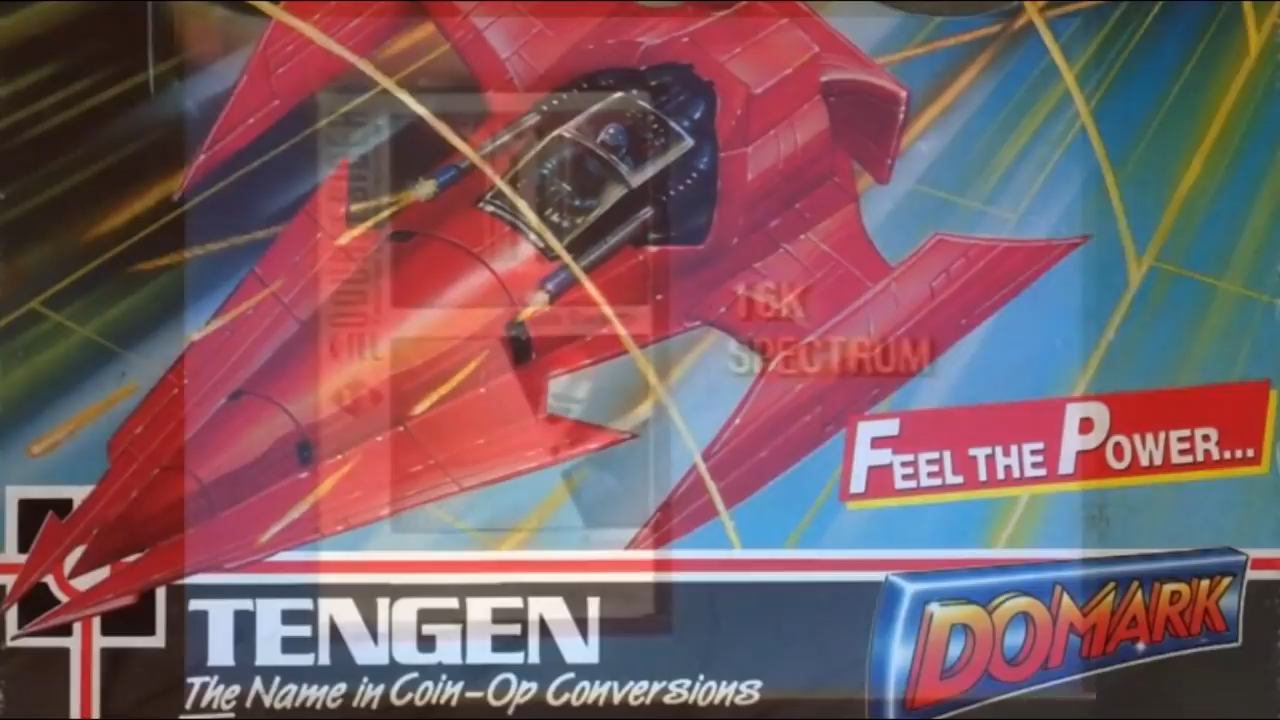 16K
SPECTRUM
FEEL THE POWER...
TENGEN
The Name in Coin-Op Conversions
DOMARK